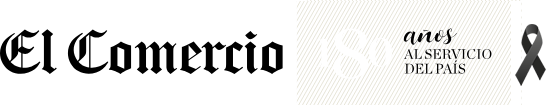 El Comercio
180 años
AL SERVICIO
DEL PAÍS